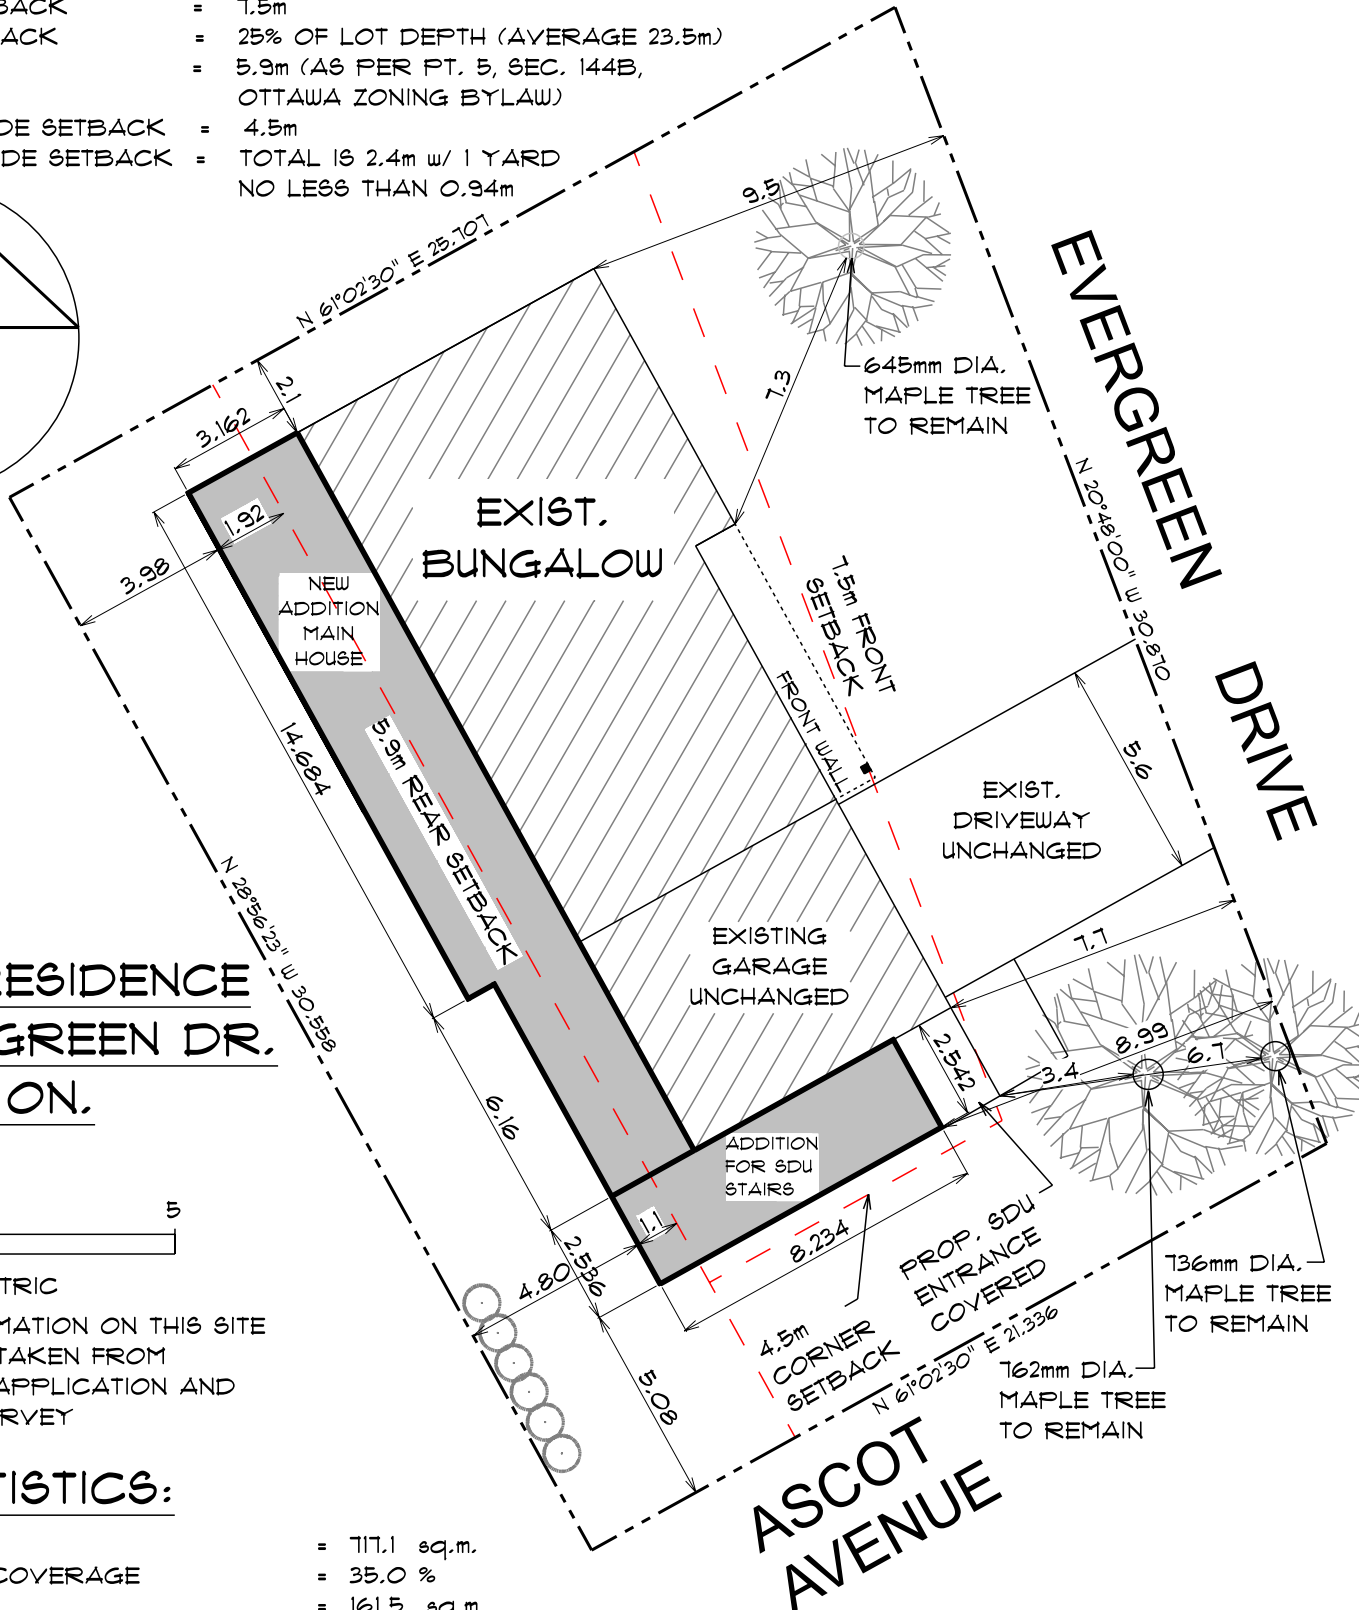 BACK = 7.5m
ACK = 25% OF LOT DEPTH (AVERAGE 23.5m)
= 5.9m (AS PER PT. 5, SEC. 144B,
OTTAWA ZONING BYLAW)
DE SETBACK = 4.5m
DE SETBACK = TOTAL IS 2.4m w/ 1 YARD
NO LESS THAN 0.94m
N 61°02'30" E 25.707
9.5
EVERGREEN DRIVE
645mm DIA.
MAPLE TREE
TO REMAIN
7.3
2.1
3.162
1.92
3.98
EXIST.
BUNGALOW
N 20°48'00" W 30.870
NEW
ADDITION
MAIN
HOUSE
7.5m FRONT
SETBACK
FRONT WALL
14.684
5.9m REAR SETBACK
5.6
EXIST.
DRIVEWAY
UNCHANGED
N 28°56'23" W 30.558
EXISTING
GARAGE
UNCHANGED
7.7
RESIDENCE
GREEN DR.
ON.
8.99
6.7
3.4
2.542
6.16
ADDITION
FOR SDU
STAIRS
5
1.1
2.536
4.80
8.234
PROP. SDU
ENTRANCE
COVERED
736mm DIA.
MAPLE TREE
TO REMAIN
TRIC
MATION ON THIS SITE
TAKEN FROM
APPLICATION AND
RVEY
4.5m
CORNER
SETBACK
N 61°02'30" E 21.336
762mm DIA.
MAPLE TREE
TO REMAIN
5.08
ASCOT
AVENUE
TISTICS:
= 717.1 sq.m.
COVERAGE = 35.0 %
= 161.5 sq.m